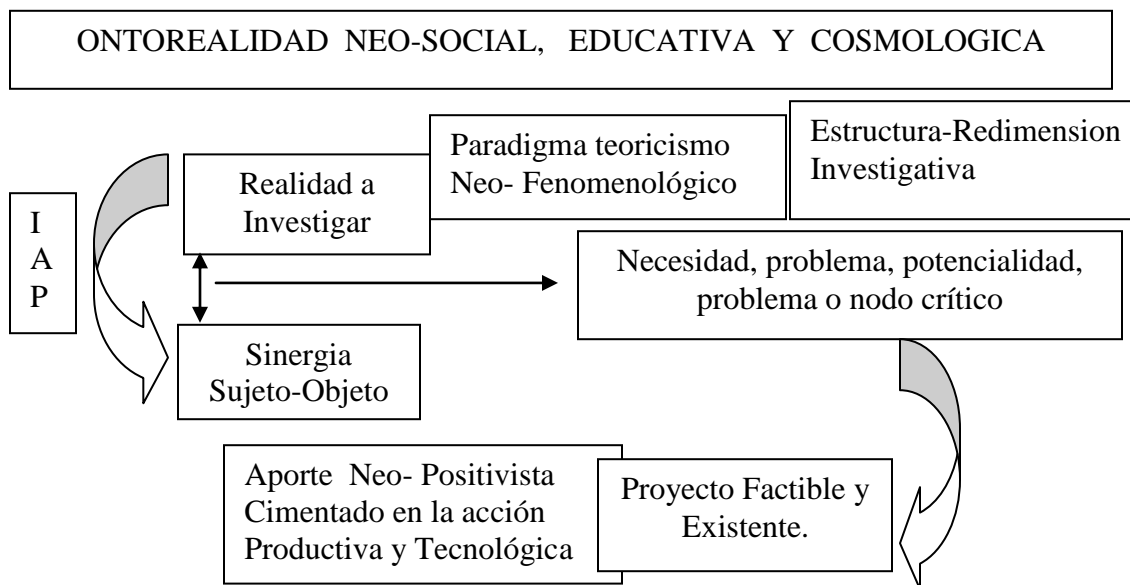 ONTOREALIDAD NEO-SOCIAL, EDUCATIVA Y COSMOLOGICA
Paradigma teoricismo
Neo- Fenomenológico
Estructura-Redimension
Investigativa
Realidad a
Investigar
I
A
P
Necesidad, problema, potencialidad,
problema o nodo crítico
Sinergia
Sujeto-Objeto
Aporte Neo- Positivista
Cimentado en la acción
Productiva y Tecnológica
Proyecto Factible y
Existente.